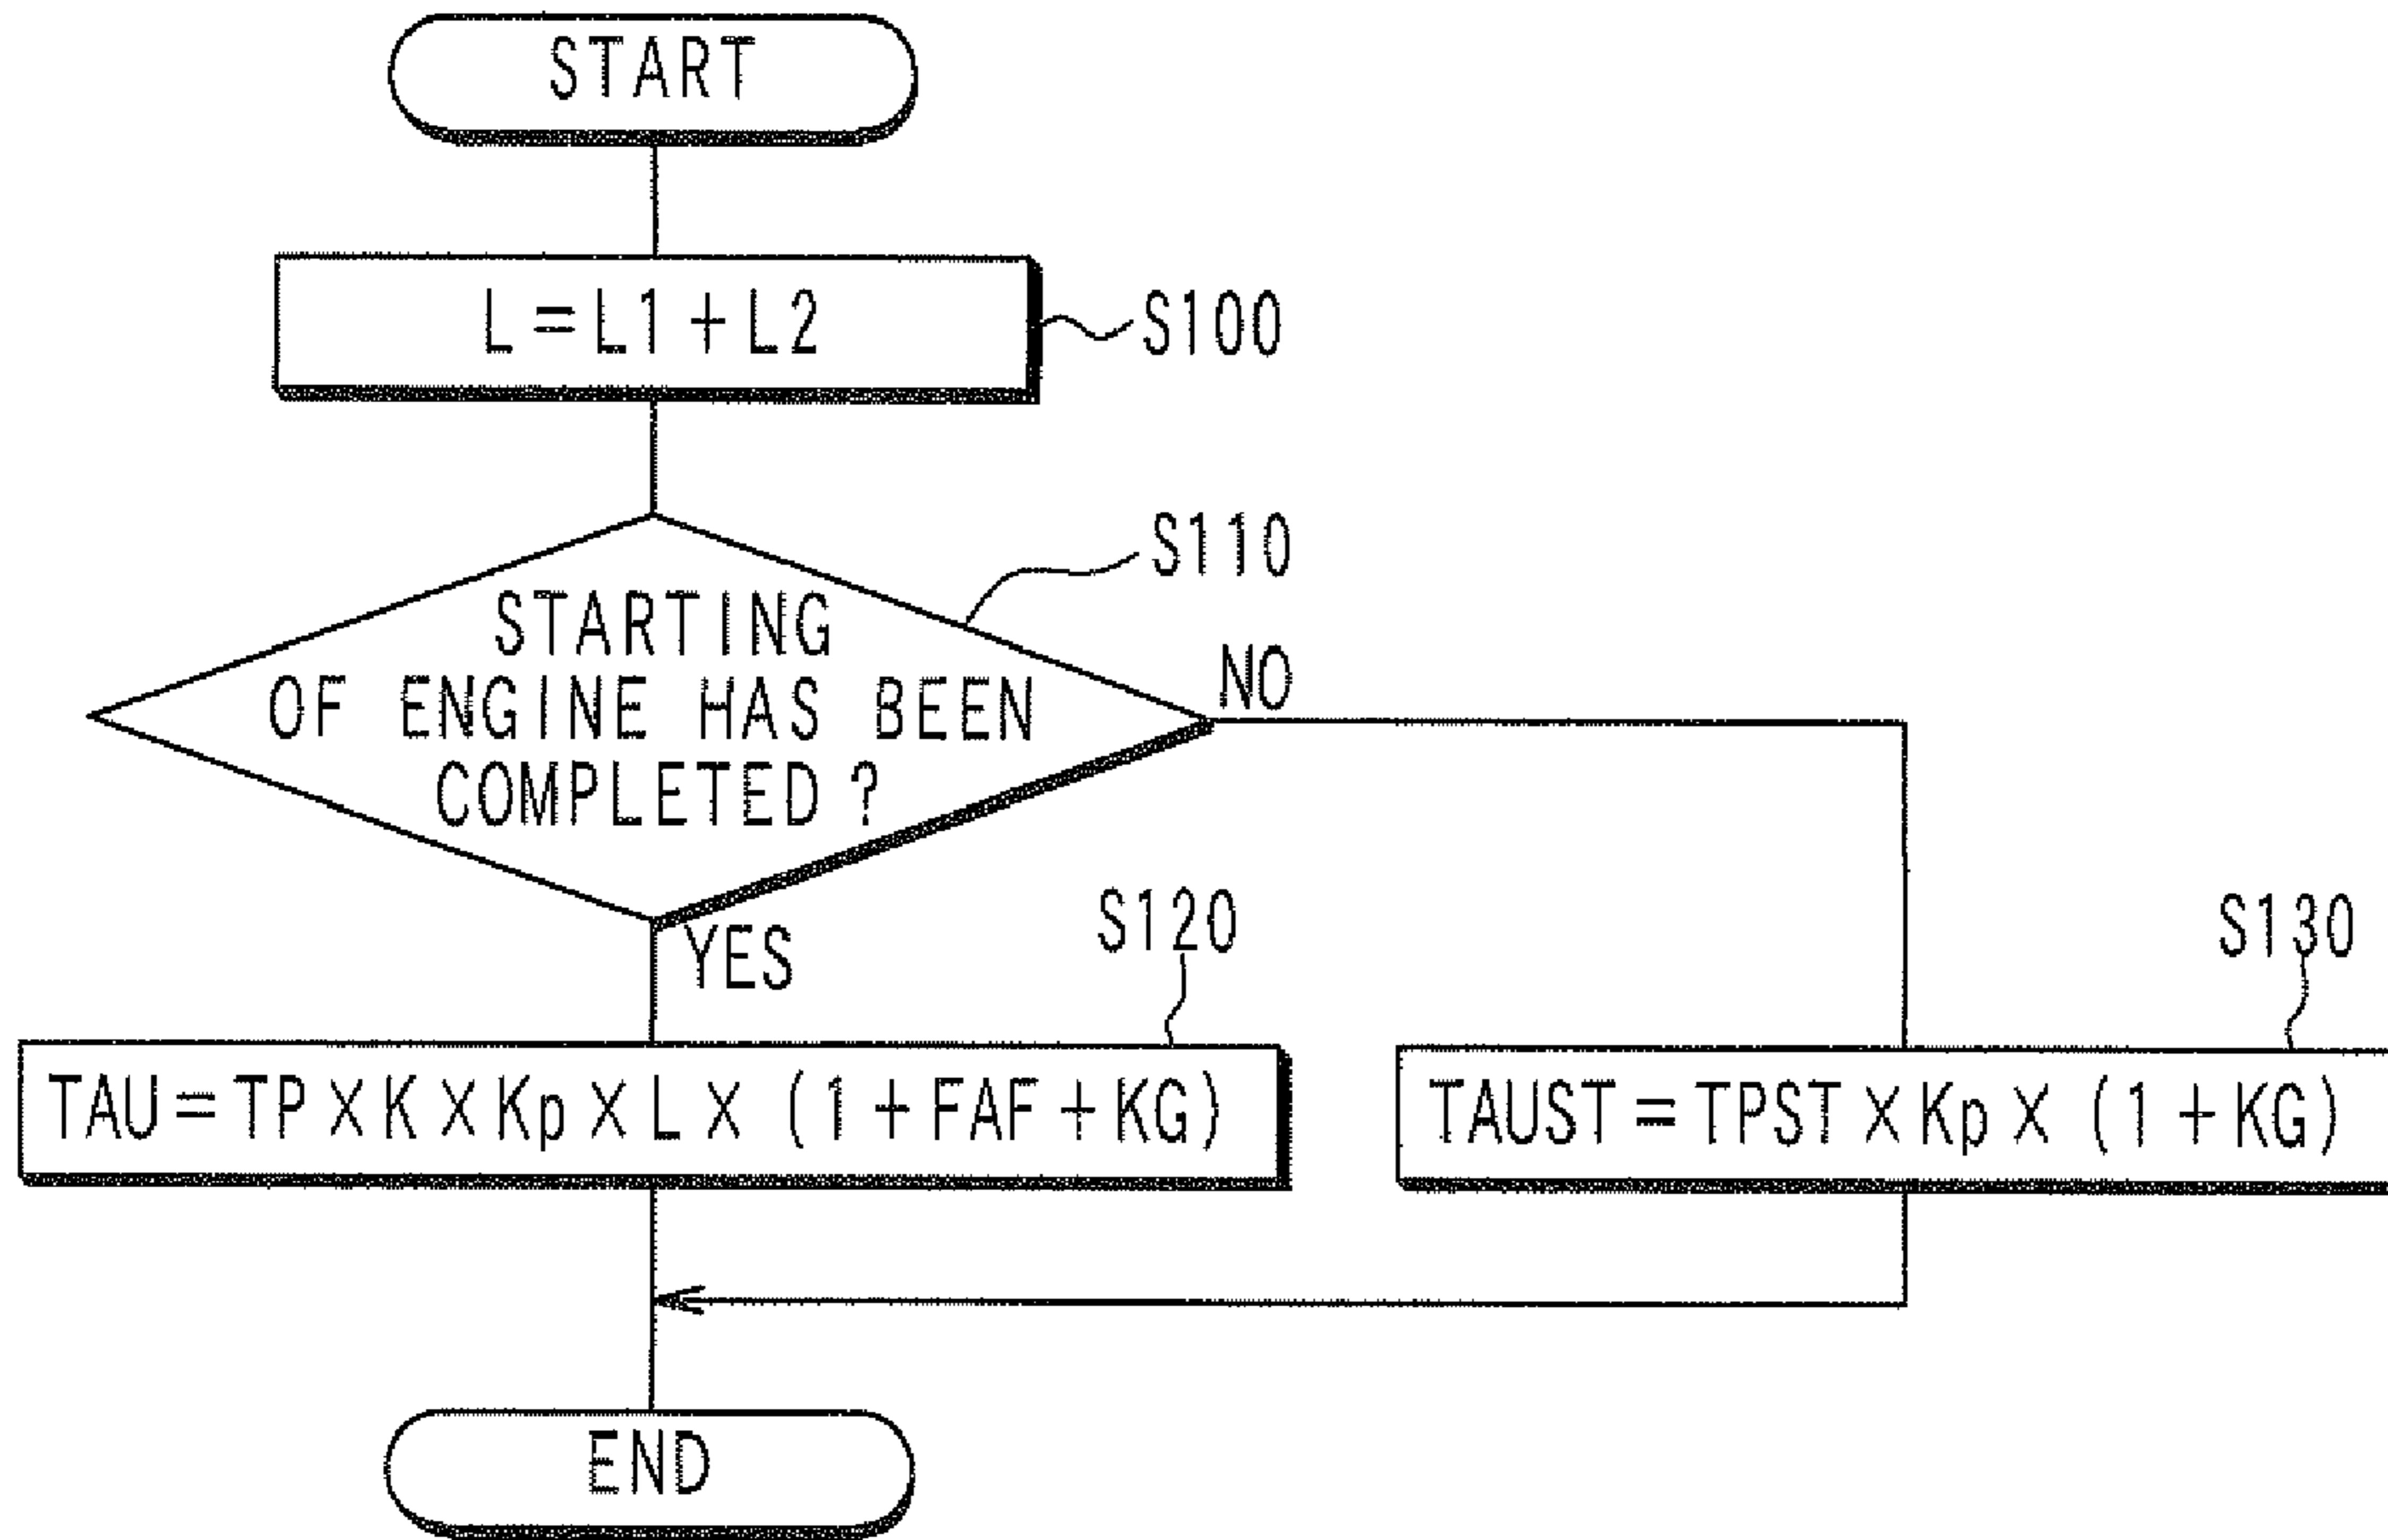 START
L=L1+L2
S100
S110
STARTING
OF ENGINE HAS BEEN
COMPLETED?
NO
YES
S120
S130
TAU=TP×K×Kp×L×(1+FAF+KG)
TAUST=TPST×Kp×(1+KG)
END